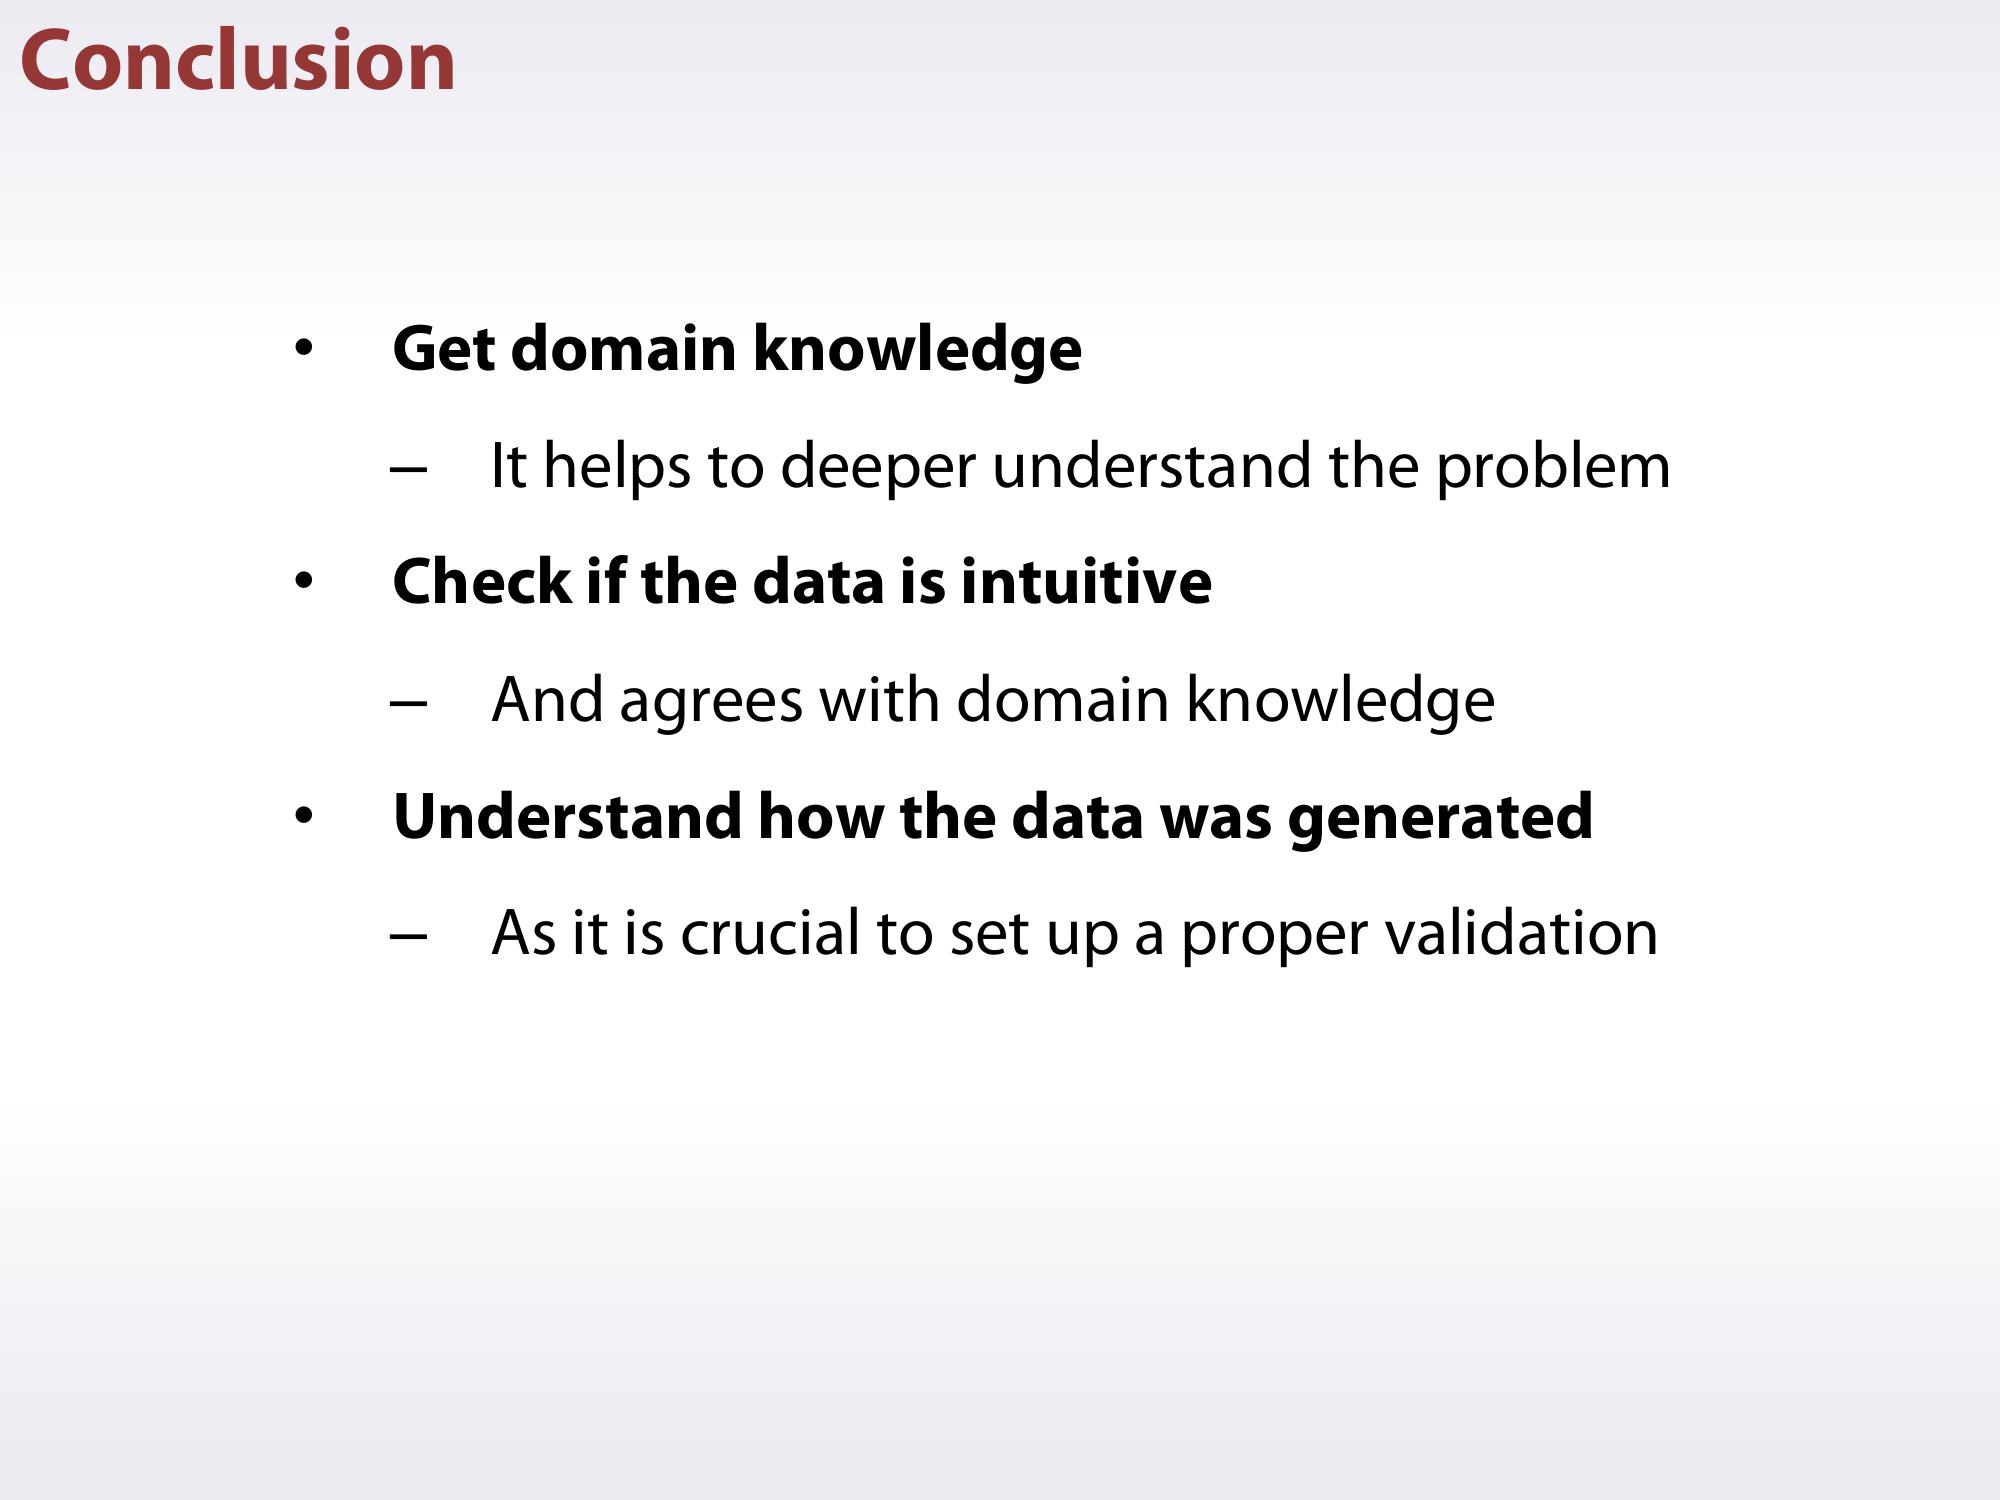 Conclusion
• Get domain knowledge
– It helps to deeper understand the problem
• Check if the data is intuitive
– And agrees with domain knowledge
• Understand how the data was generated
– As it is crucial to set up a proper validation